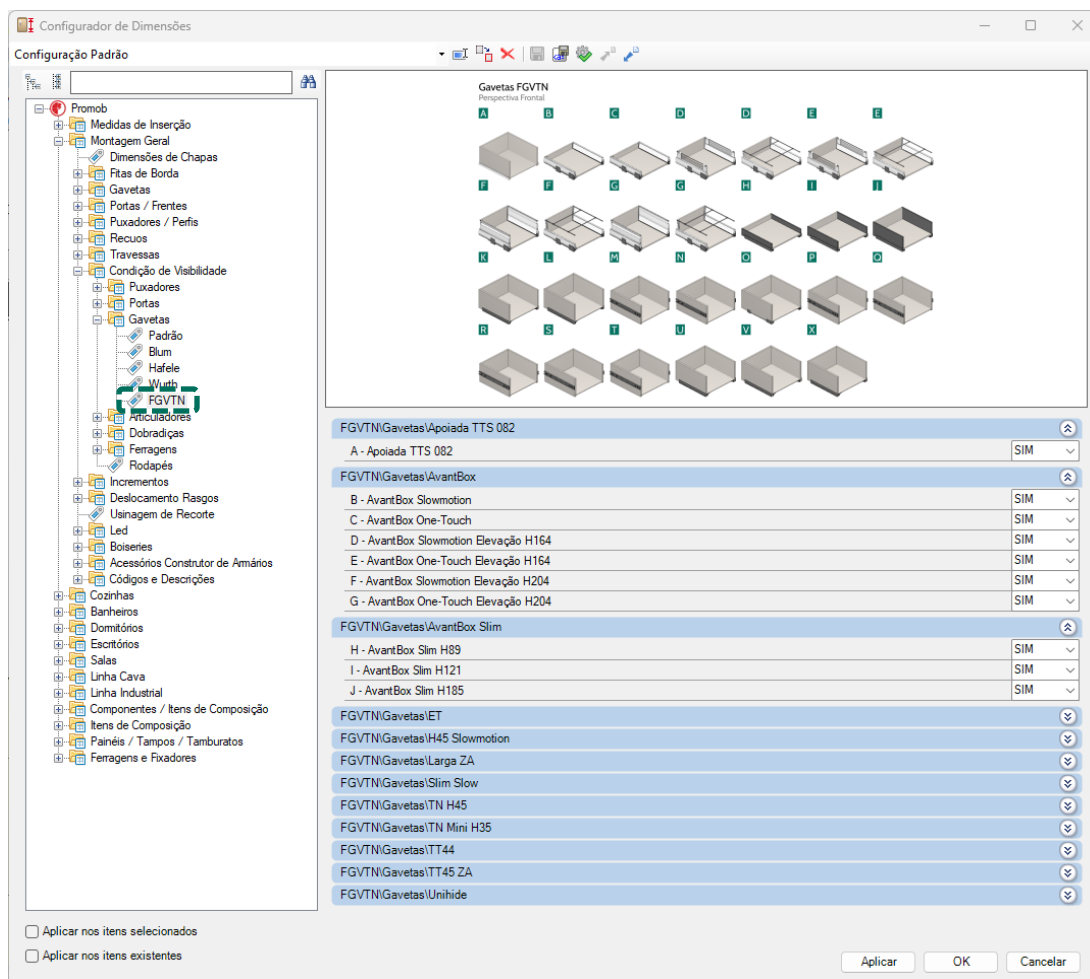 Configurador de Dimensões
Configuração Padrão
Promob
Medidas de Inserção
Montagem Geral
Dimensões de Chapas
Fitas de Borda
Gavetas
Portas / Frentes
Puxadores / Perfis
Recuos
Travessas
Condição de Visibilidade
Puxadores
Portas
Gavetas
Padrão
Blum
Hafele
Wurth
FGVTN
Articuladores
Dobradiças
Ferragens
Rodapés
Incrementos
Deslocamento Rasgos
Usinagem de Recorte
Led
Boiseries
Acessórios Construtor de Armários
Códigos e Descrições
Cozinhas
Banheiros
Dormitórios
Escritórios
Salas
Linha Cava
Linha Industrial
Componentes / Itens de Composição
Itens de Composição
Painéis / Tampos / Tamburatos
Ferragens e Fixadores
Gavetas FGVTN
Perspectiva Frontal
A B C D D E E
F F G G H I J
K L M N O P Q
R S T U V X
FGVTN\Gavetas\Apoiada TTS 082
A - Apoiada TTS 082 SIM
FGVTN\Gavetas\AvantBox
B - AvantBox Slowmotion SIM
C - AvantBox One-Touch SIM
D - AvantBox Slowmotion Elevação H164 SIM
E - AvantBox One-Touch Elevação H164 SIM
F - AvantBox Slowmotion Elevação H204 SIM
G - AvantBox One-Touch Elevação H204 SIM
FGVTN\Gavetas\AvantBox Slim
H - AvantBox Slim H89 SIM
I - AvantBox Slim H121 SIM
J - AvantBox Slim H185 SIM
FGVTN\Gavetas\ET
FGVTN\Gavetas\H45 Slowmotion
FGVTN\Gavetas\Larga ZA
FGVTN\Gavetas\Slim Slow
FGVTN\Gavetas\TN H45
FGVTN\Gavetas\TN Mini H35
FGVTN\Gavetas\TT44
FGVTN\Gavetas\TT45 ZA
FGVTN\Gavetas\Unihide
Aplicar nos itens selecionados
Aplicar nos itens existentes
Aplicar OK Cancelar